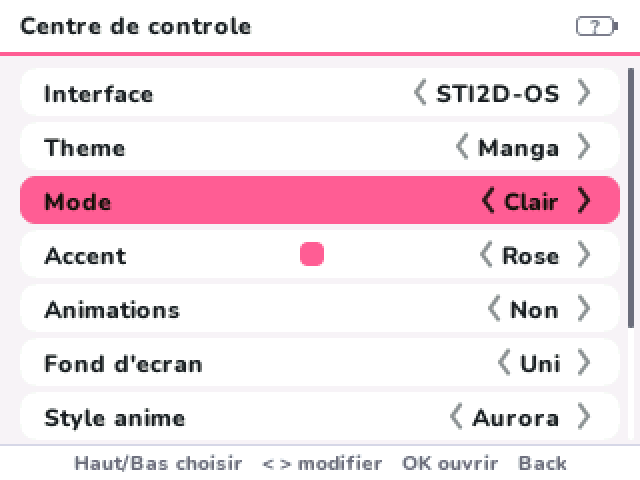 Centre de controle
?
Interface < STI2D-OS >
Theme < Manga >
Mode < Clair >
Accent < Rose >
Animations < Non >
Fond d'ecran < Uni >
Style anime < Aurora >
Haut/Bas choisir < > modifier OK ouvrir Back